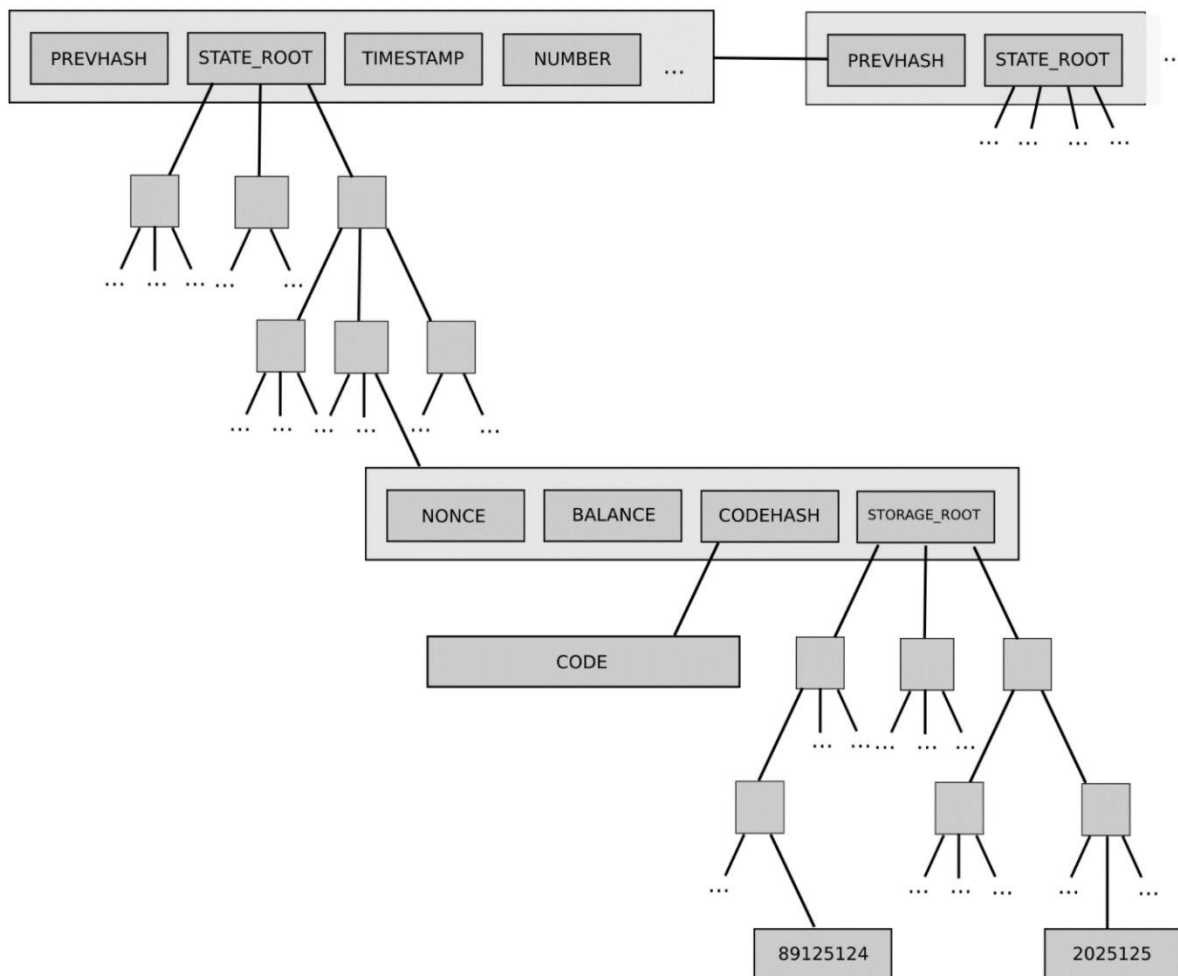 PREVHASH STATE_ROOT TIMESTAMP NUMBER ... PREVHASH STATE_ROOT ...
... ... ... ...
... ... ... ... ...
... ... ... ... ... ...
NONCE BALANCE CODEHASH STORAGE_ROOT
CODE
... ... ... ... ...
... ... ... ... ... ...
89125124 2025125